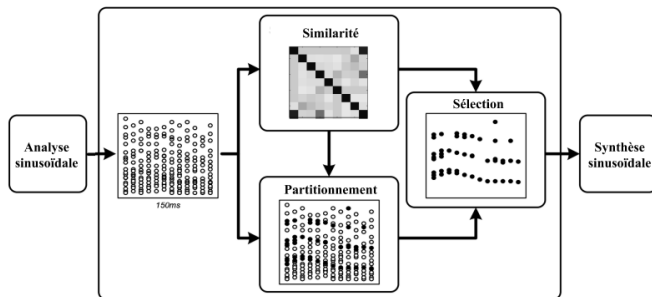 Analyse
sinusoïdale
150ms
Similarité
Partitionnement
Sélection
Synthèse
sinusoïdale